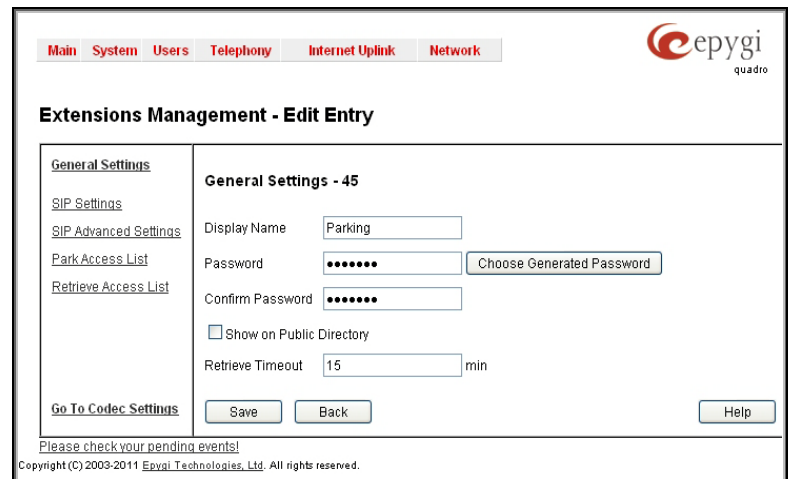 Main System Users Telephony Internet Uplink Network
epygi
quadro
Extensions Management - Edit Entry
General Settings
SIP Settings
SIP Advanced Settings
Park Access List
Retrieve Access List
Go To Codec Settings
General Settings - 45
Display Name Parking
Password ••••••• Choose Generated Password
Confirm Password •••••••
Show on Public Directory
Retrieve Timeout 15 min
Save Back Help
Please check your pending events!
Copyright (C) 2003-2011 Epygi Technologies, Ltd. All rights reserved.